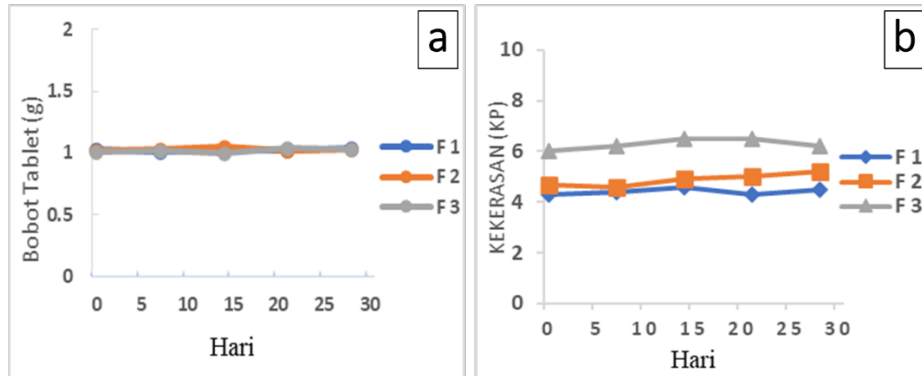 a
Bobot Tablet (g)
2
1.5
1
0.5
0
0 5 10 15 20 25 30
Hari
F 1
F 2
F 3
b
KEKERASAN (KP)
10
8
6
4
2
0
0 5 10 15 20 25 30
Hari
F 1
F 2
F 3